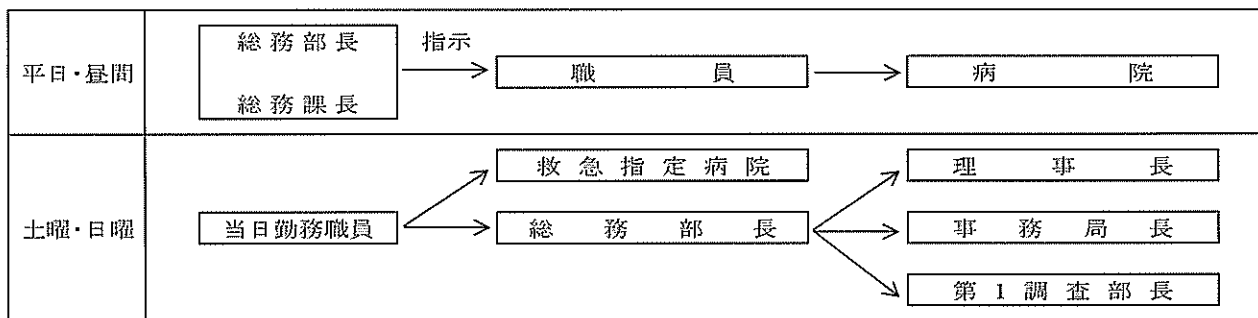 平日・昼間
総務部長
総務課長
指示
職員
病院
土曜・日曜
当日勤務職員
救急指定病院
総務部長
理事長
事務局長
第1調査部長